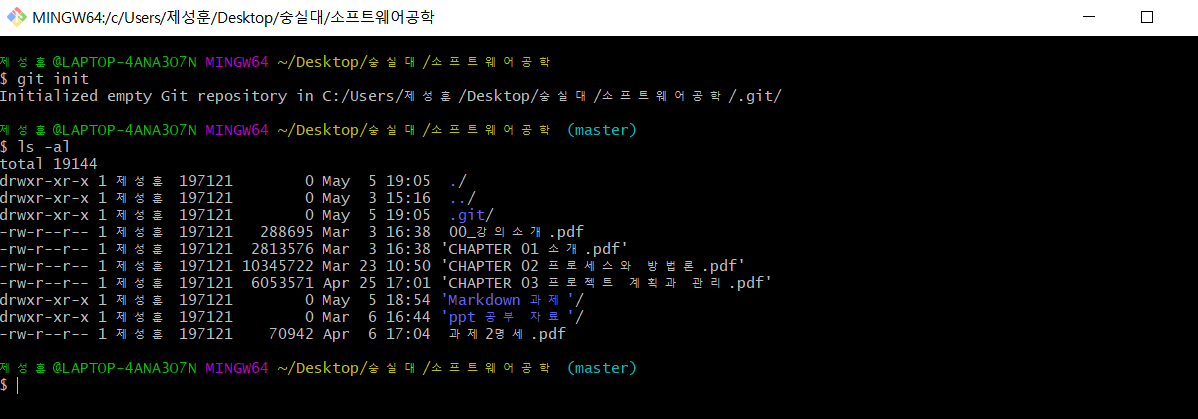 MINGW64:/c/Users/제성훈/Desktop/숭실대/소프트웨어공학
제성훈@LAPTOP-4ANA3O7N MINGW64 ~/Desktop/숭실대/소프트웨어공학
$ git init
Initialized empty Git repository in C:/Users/제성훈/Desktop/숭실대/소프트웨어공학/.git/
제성훈@LAPTOP-4ANA3O7N MINGW64 ~/Desktop/숭실대/소프트웨어공학 (master)
$ ls -al
total 19144
drwxr-xr-x 1 제성훈 197121        0 May  5 19:05  ./
drwxr-xr-x 1 제성훈 197121        0 May  3 15:16  ../
drwxr-xr-x 1 제성훈 197121        0 May  5 19:05  .git/
-rw-r--r-- 1 제성훈 197121   288695 Mar  3 16:38  00_강의소개.pdf
-rw-r--r-- 1 제성훈 197121  2813576 Mar  3 16:38 'CHAPTER 01 소개.pdf'
-rw-r--r-- 1 제성훈 197121 10345722 Mar 23 10:50 'CHAPTER 02 프로세스와 방법론.pdf'
-rw-r--r-- 1 제성훈 197121  6053571 Apr 25 17:01 'CHAPTER 03 프로젝트 계획과 관리.pdf'
drwxr-xr-x 1 제성훈 197121        0 May  5 18:54 'Markdown 과제'/
drwxr-xr-x 1 제성훈 197121        0 Mar  6 16:44 'ppt 공부 자료'/
-rw-r--r-- 1 제성훈 197121    70942 Apr  6 17:04  과제2명세.pdf
제성훈@LAPTOP-4ANA3O7N MINGW64 ~/Desktop/숭실대/소프트웨어공학 (master)
$